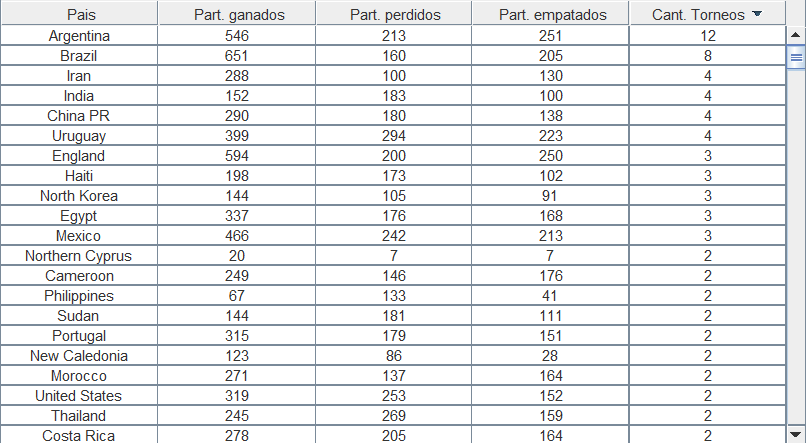 Pais Part. ganados Part. perdidos Part. empatados Cant. Torneos
Argentina 546 213 251 12
Brazil 651 160 205 8
Iran 288 100 130 4
India 152 183 100 4
China PR 290 180 138 4
Uruguay 399 294 223 4
England 594 200 250 3
Haiti 198 173 102 3
North Korea 144 105 91 3
Egypt 337 176 168 3
Mexico 466 242 213 3
Northern Cyprus 20 7 7 2
Cameroon 249 146 176 2
Philippines 67 133 41 2
Sudan 144 181 111 2
Portugal 315 179 151 2
New Caledonia 123 86 28 2
Morocco 271 137 164 2
United States 319 253 152 2
Thailand 245 269 159 2
Costa Rica 278 205 164 2